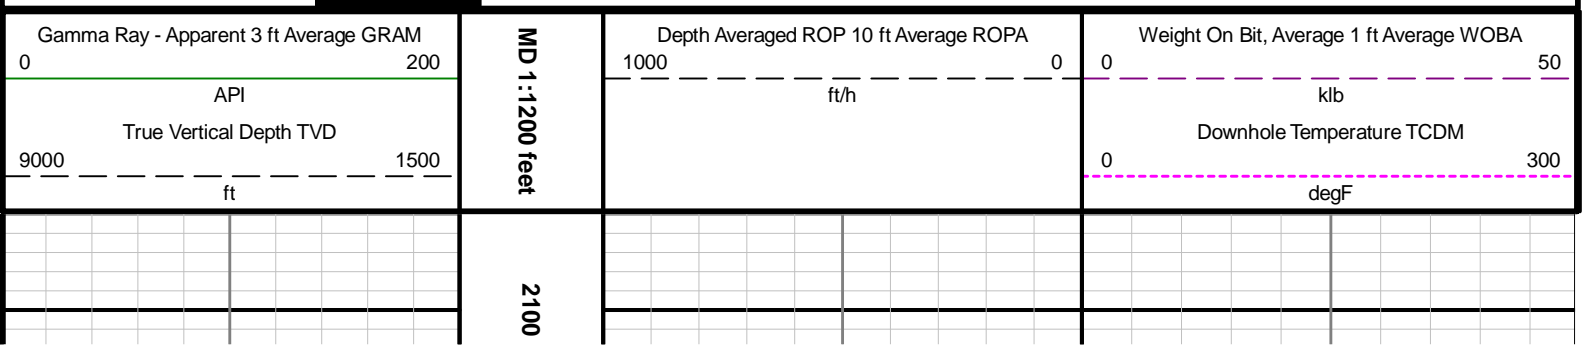 Gamma Ray - Apparent 3 ft Average GRAM
0 200
API
True Vertical Depth TVD
9000 1500
ft
MD 1:1200 feet
Depth Averaged ROP 10 ft Average ROPA
1000 0
ft/h
Weight On Bit, Average 1 ft Average WOBA
0 50
klb
Downhole Temperature TCDM
0 300
degF
2100